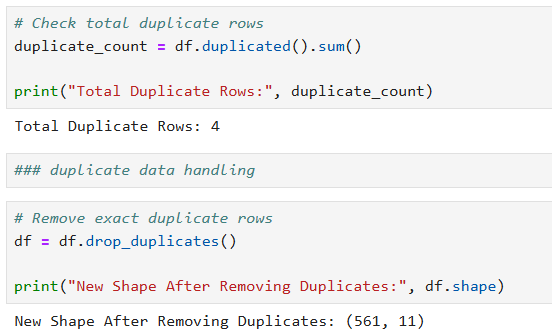 # Check total duplicate rows
duplicate_count = df.duplicated().sum()
print("Total Duplicate Rows:", duplicate_count)
Total Duplicate Rows: 4
### duplicate data handling
# Remove exact duplicate rows
df = df.drop_duplicates()
print("New Shape After Removing Duplicates:", df.shape)
New Shape After Removing Duplicates: (561, 11)